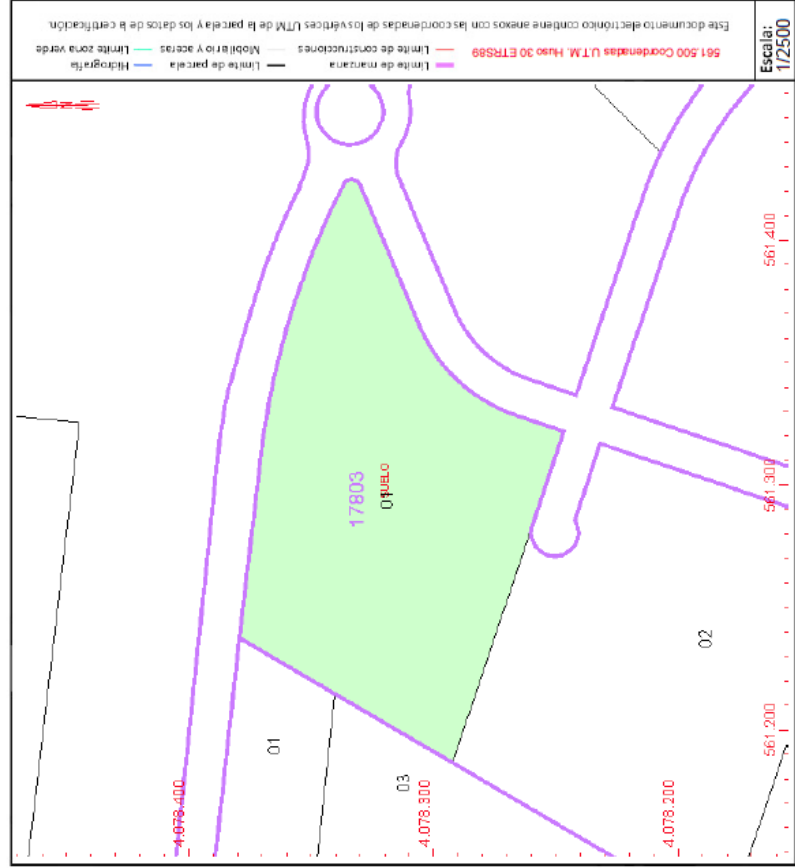 Este documento electrónico contiene anexos con las coordenadas de los vértices UTM de la parcela y los datos de la certificación.
561.500 Coordenadas U.T.M. Huso 30 ETRS89
Límite de construcciones
Mobiliario y aceras
Límite zona verde
Límite de manzana
Límite de parcela
Hidrografía
Escala:
1/2500
561.400
17803
SUELO
01
561.300
02
01
03
561.200
4.078.400
4.078.300
4.078.200